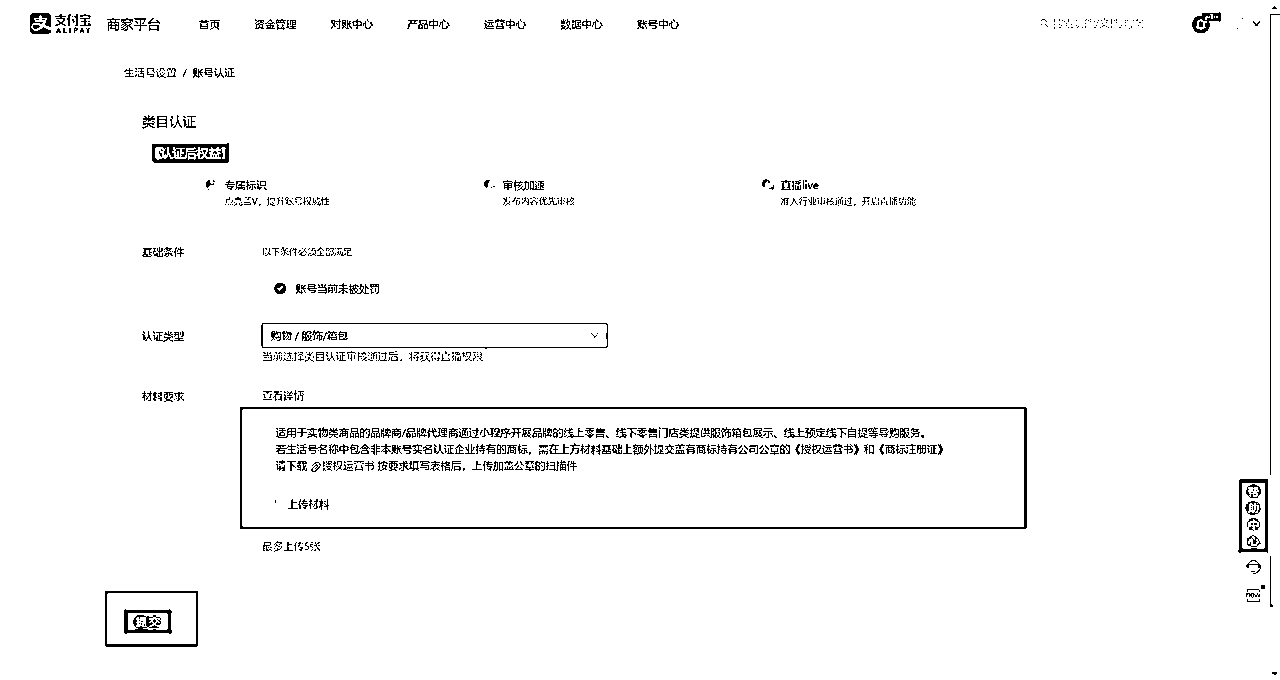 支付宝 ALIPAY 商家平台 首页 资金管理 对账中心 产品中心 运营中心 数据中心 账号中心
生活号设置 / 账号认证
类目认证
【认证后权益】
专属标识 审核加速 直播live
点亮蓝V，提升账号权威性 发布内容优先审核 准入行业审核通过，开启直播功能
基础条件 以下条件必须全部满足
账号当前未被处罚
认证类型 购物 / 服饰/箱包
当前选择类目认证审核通过后，将获得直播权限
材料要求 查看详情
适用于实物类商品的品牌商/品牌代理商通过小程序开展品牌的线上零售、线下零售门店类提供服饰箱包展示、线上预定线下自提等导购服务。
若生活号名称中包含非本账号实名认证企业持有的商标，需在上方材料基础上额外提交盖有商标持有公司公章的《授权运营书》和《商标注册证》
请下载 授权运营书 按要求填写表格后，上传加盖公章的扫描件
上传材料
最多上传5张
提交
帮助中心
new